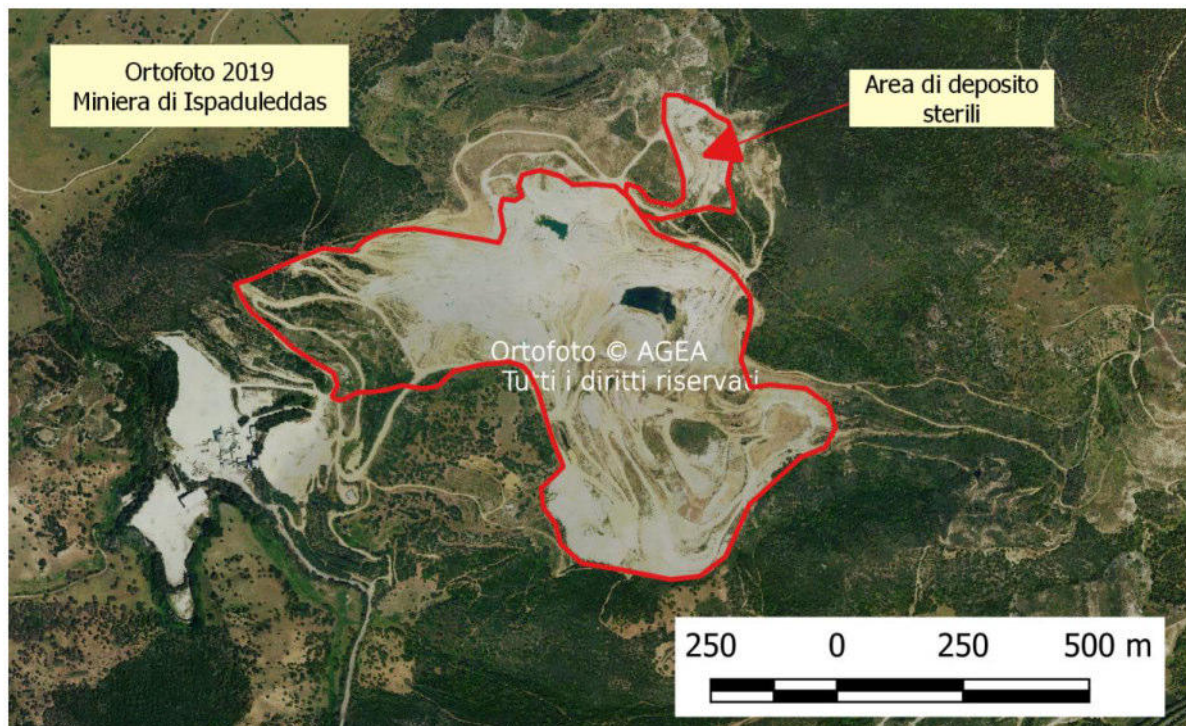 Ortofoto 2019
Miniera di Ispaduleddas
Area di deposito
sterili
Ortofoto © AGEA
Tutti i diritti riservati
250 0 250 500 m